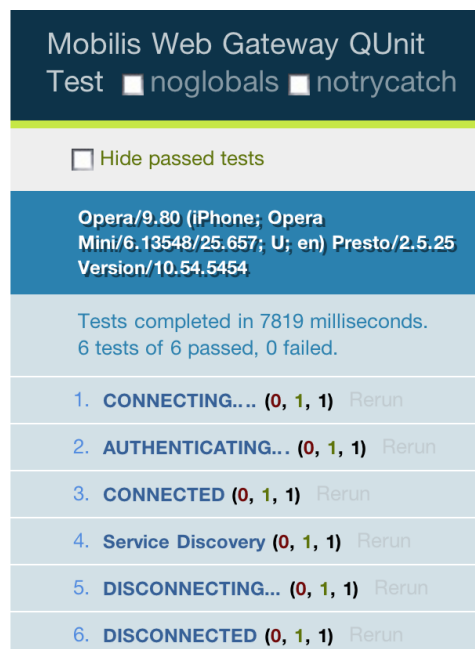 Mobilis Web Gateway QUnit
Test noglobals notrycatch
Hide passed tests
Opera/9.80 (iPhone; Opera
Mini/6.13548/25.657; U; en) Presto/2.5.25
Version/10.54.5454
Tests completed in 7819 milliseconds.
6 tests of 6 passed, 0 failed.
1. CONNECTING.... (0, 1, 1) Rerun
2. AUTHENTICATING... (0, 1, 1) Rerun
3. CONNECTED (0, 1, 1) Rerun
4. Service Discovery (0, 1, 1) Rerun
5. DISCONNECTING... (0, 1, 1) Rerun
6. DISCONNECTED (0, 1, 1) Rerun